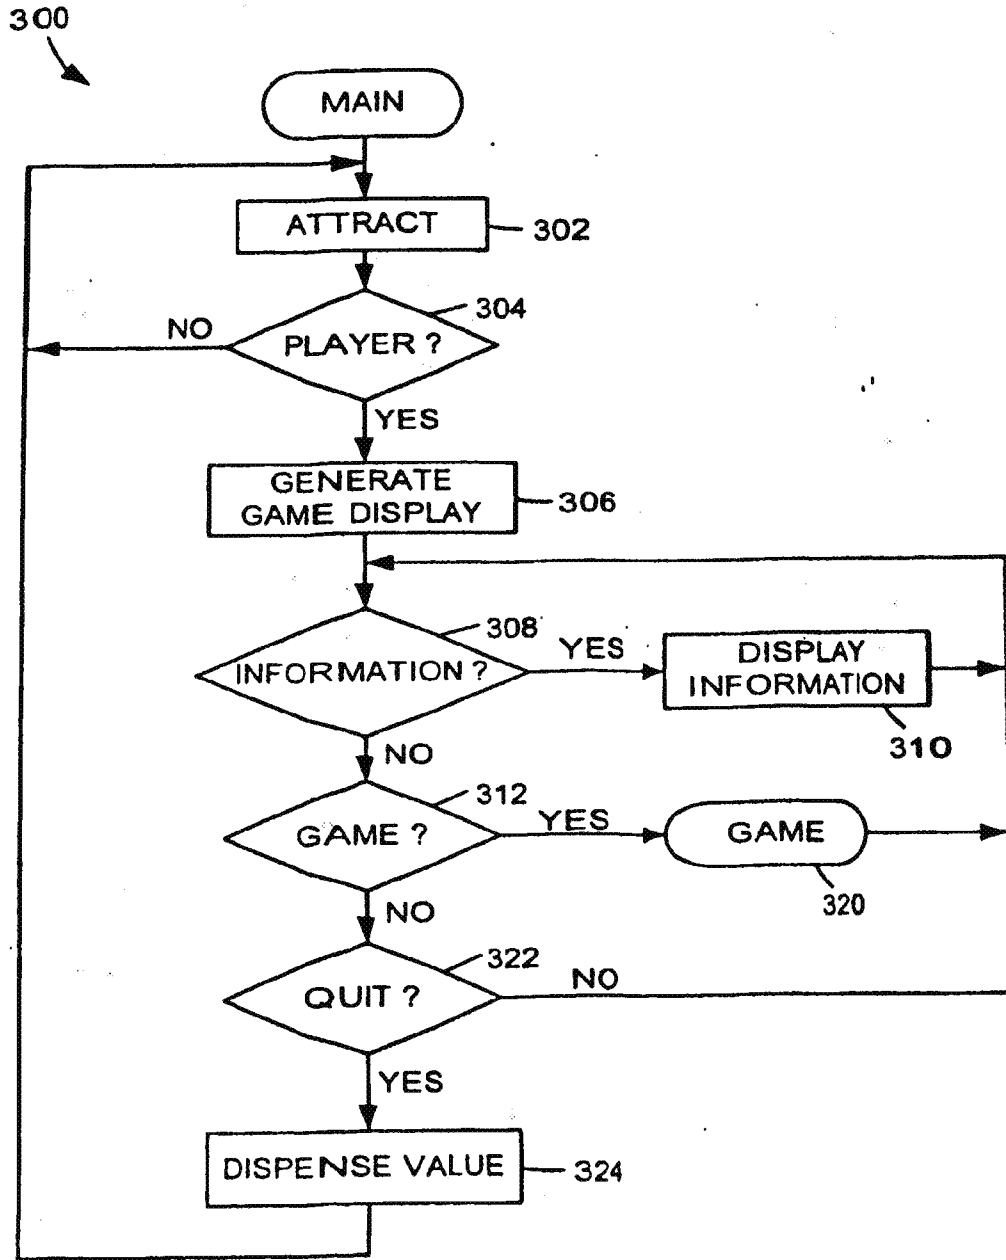 300
MAIN
ATTRACT
302
304
NO
PLAYER ?
YES
GENERATE
GAME DISPLAY
306
308
INFORMATION ?
YES
DISPLAY
INFORMATION
310
NO
312
GAME ?
YES
GAME
320
NO
322
QUIT ?
NO
YES
DISPENSE VALUE
324